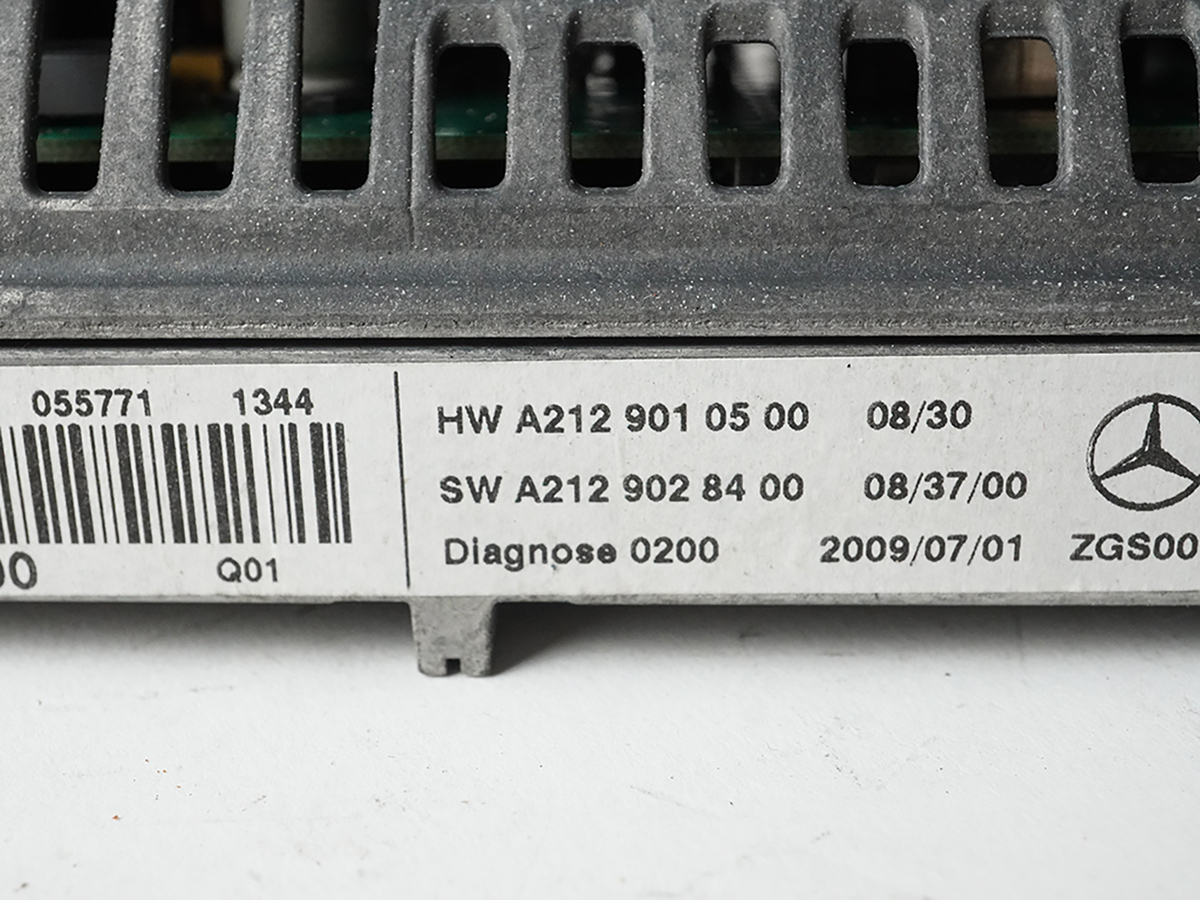 055771 1344
00
Q01
HW A212 901 05 00 08/30
SW A212 902 84 00 08/37/00
Diagnose 0200 2009/07/01 ZGS00